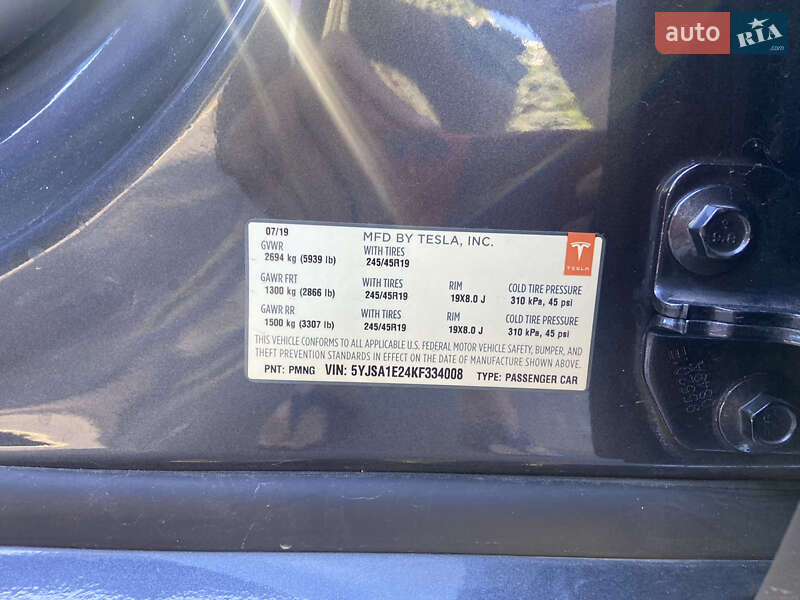 auto RIA.com
07/19 MFD BY TESLA, INC.
GVWR WITH TIRES
2694 kg (5939 lb) 245/45R19
TESLA
GAWR FRT WITH TIRES RIM COLD TIRE PRESSURE
1300 kg (2866 lb) 245/45R19 19X8.0 J 310 kPa, 45 psi
GAWR RR WITH TIRES RIM COLD TIRE PRESSURE
1500 kg (3307 lb) 245/45R19 19X8.0 J 310 kPa, 45 psi
THIS VEHICLE CONFORMS TO ALL APPLICABLE U.S. FEDERAL MOTOR VEHICLE SAFETY, BUMPER, AND
THEFT PREVENTION STANDARDS IN EFFECT ON THE DATE OF MANUFACTURE SHOWN ABOVE.
PNT: PMNG VIN: 5YJSA1E24KF334008 TYPE: PASSENGER CAR